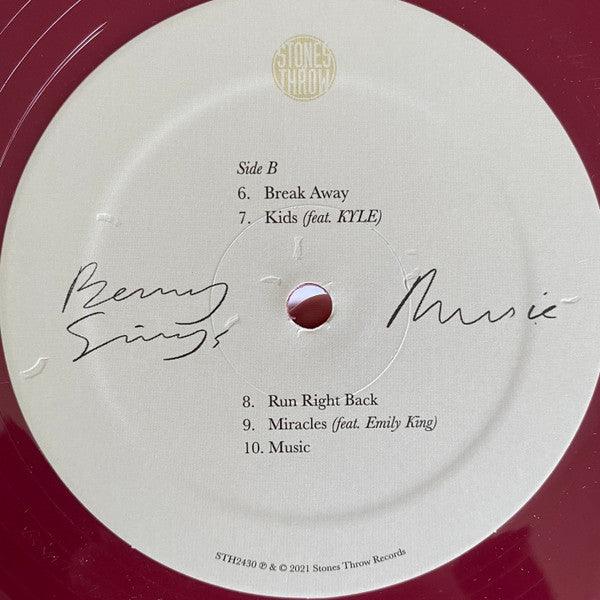 STONES
THROW
Side B
6. Break Away
7. Kids (feat. KYLE)
Benny
Sings
Music
8. Run Right Back
9. Miracles (feat. Emily King)
10. Music
STH2430 ℗ & © 2021 Stones Throw Records